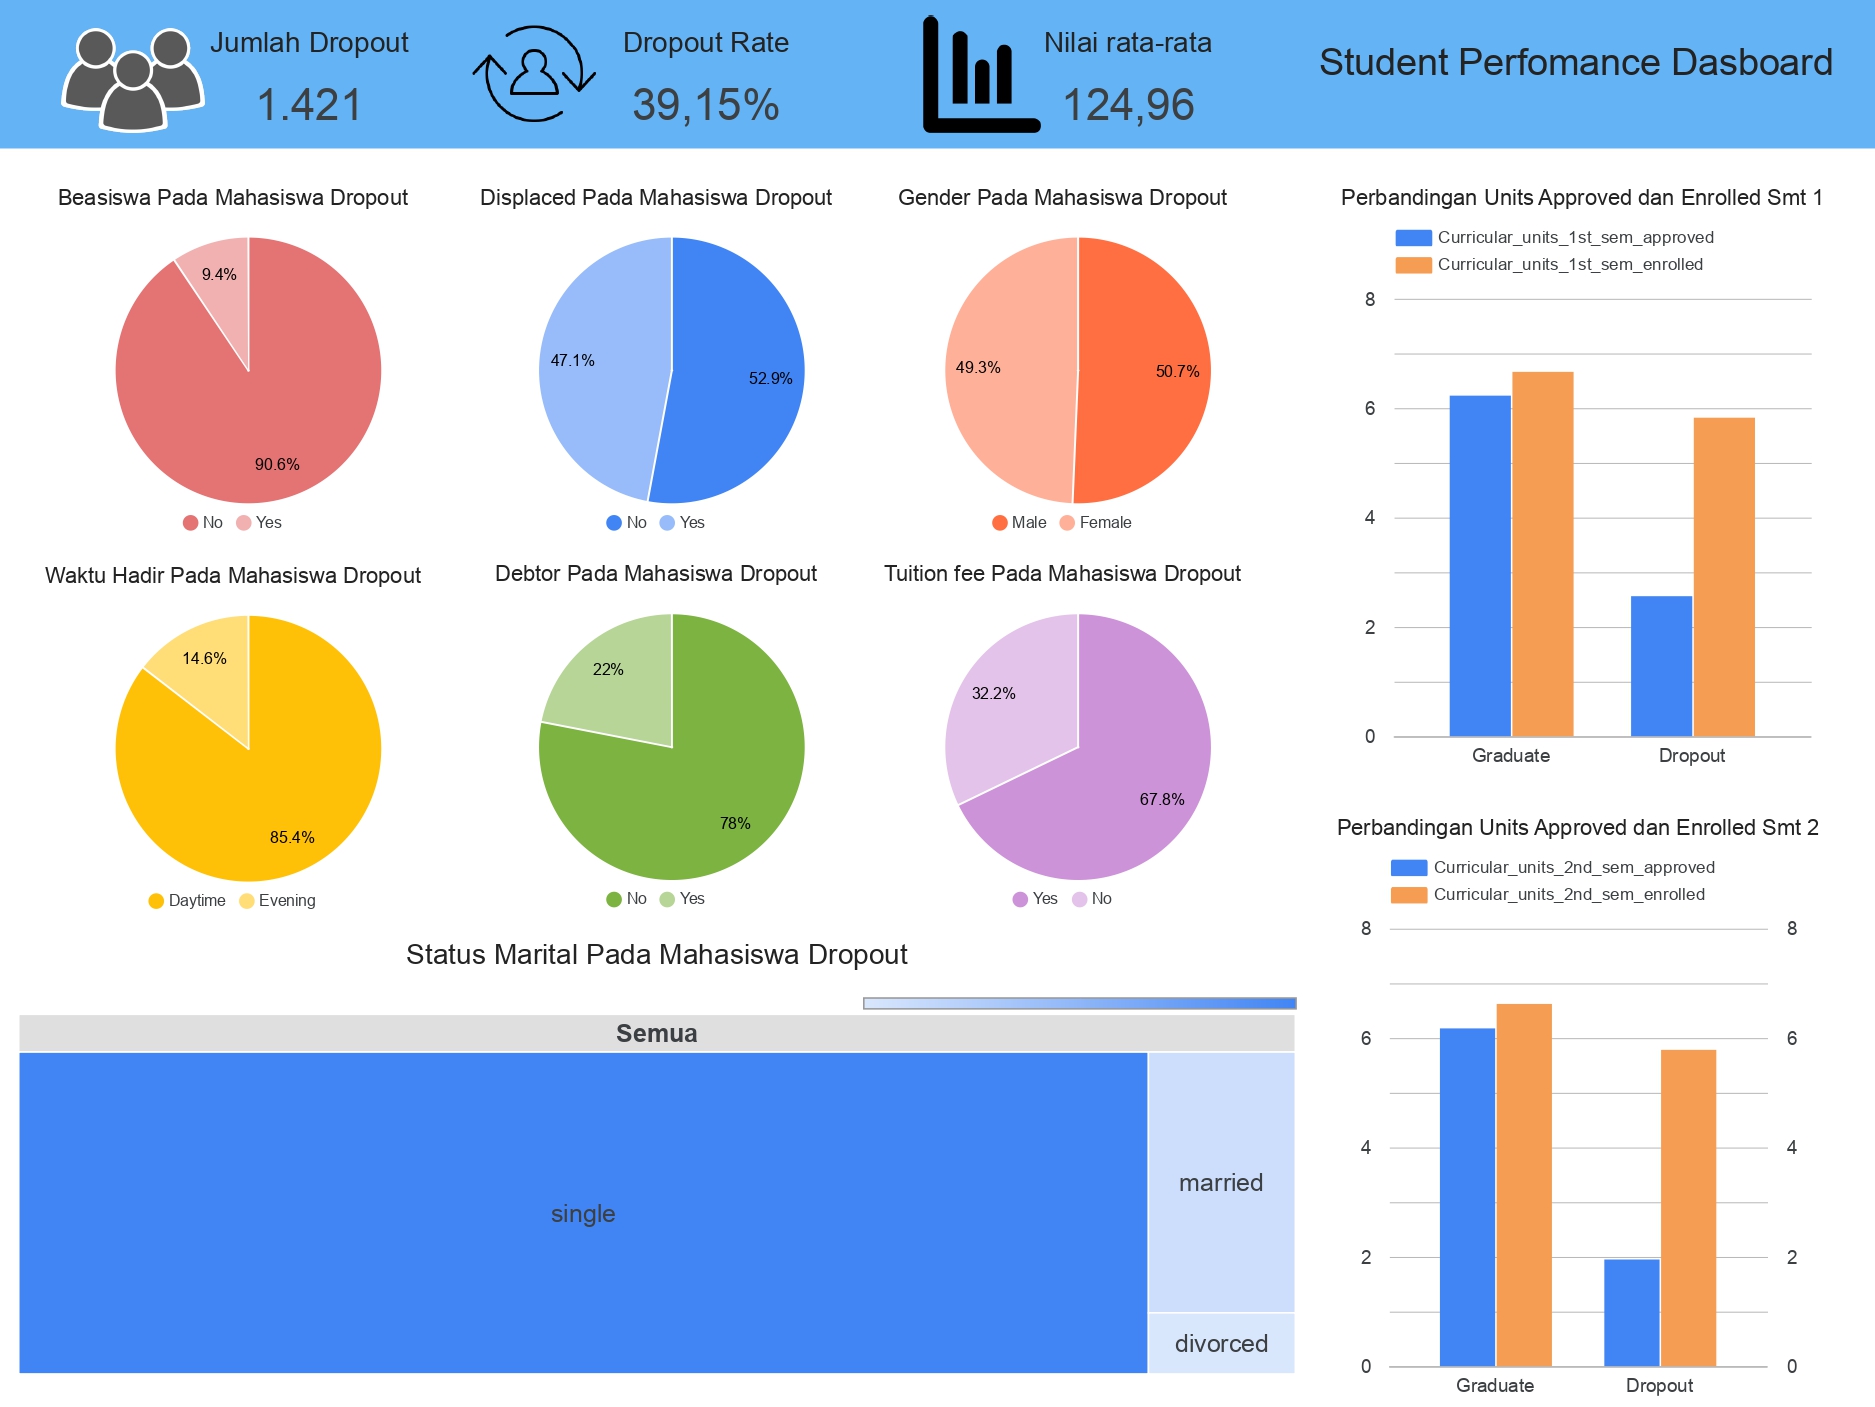 Jumlah Dropout
1.421
Dropout Rate
39,15%
Nilai rata-rata
124,96
Student Perfomance Dasboard
Beasiswa Pada Mahasiswa Dropout
9.4%
90.6%
No Yes
Displaced Pada Mahasiswa Dropout
47.1%
52.9%
No Yes
Gender Pada Mahasiswa Dropout
49.3%
50.7%
Male Female
Perbandingan Units Approved dan Enrolled Smt 1
Curricular_units_1st_sem_approved
Curricular_units_1st_sem_enrolled
8
6
4
2
0
Graduate Dropout
Waktu Hadir Pada Mahasiswa Dropout
14.6%
85.4%
Daytime Evening
Debtor Pada Mahasiswa Dropout
22%
78%
No Yes
Tuition fee Pada Mahasiswa Dropout
32.2%
67.8%
Yes No
Perbandingan Units Approved dan Enrolled Smt 2
Curricular_units_2nd_sem_approved
Curricular_units_2nd_sem_enrolled
8 8
6 6
4 4
2 2
0 0
Graduate Dropout
Status Marital Pada Mahasiswa Dropout
Semua
single
married
divorced